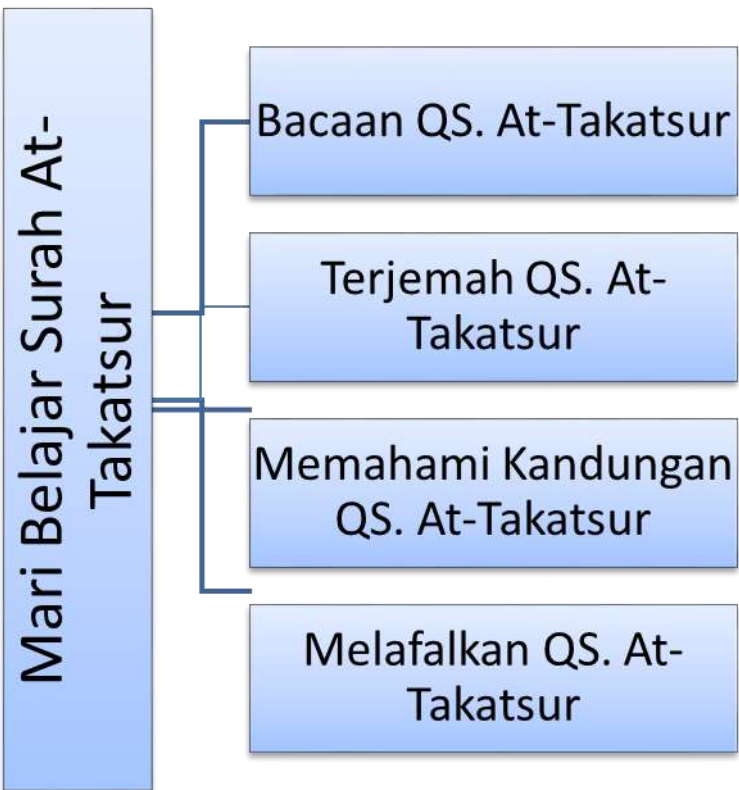 Mari Belajar Surah At-
Takatsur
Bacaan QS. At-Takatsur
Terjemah QS. At-
Takatsur
Memahami Kandungan
QS. At-Takatsur
Melafalkan QS. At-
Takatsur